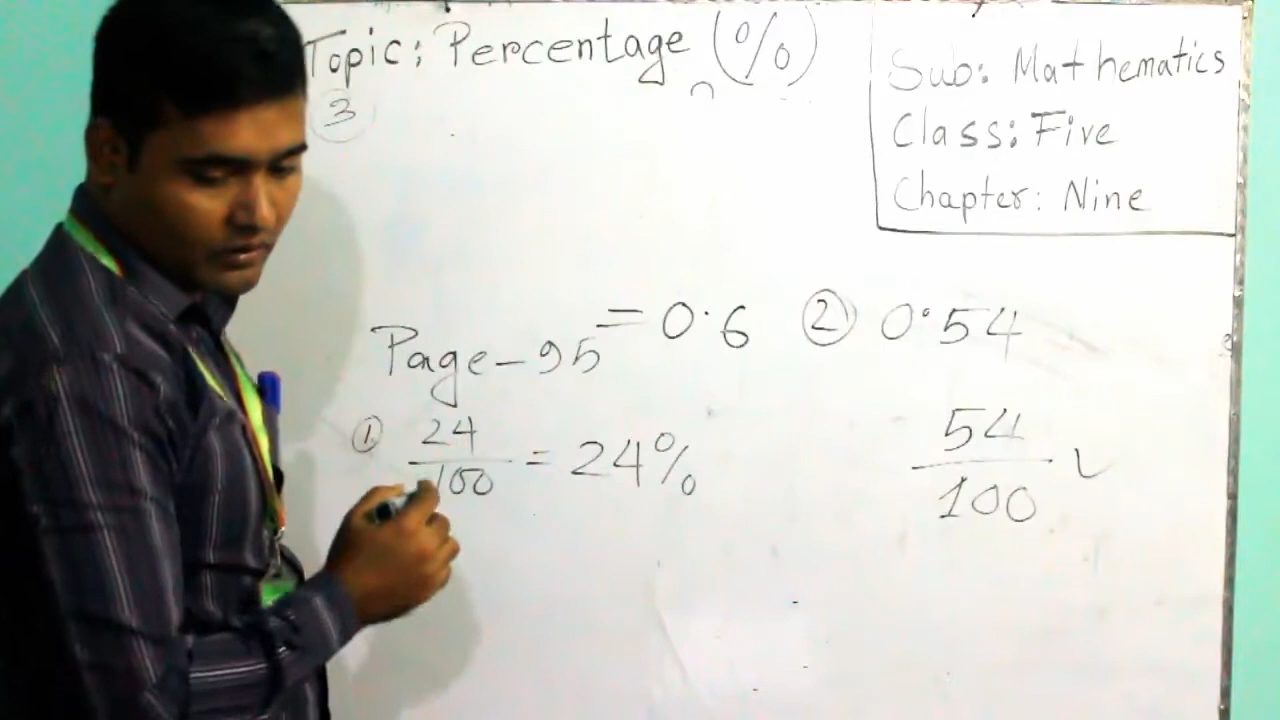 Topic: Percentage (%)
3
Sub: Mathematics
Class: Five
Chapter: Nine
Page-95 = 0.6 ② 0.54
① 24/100 = 24%
54/100